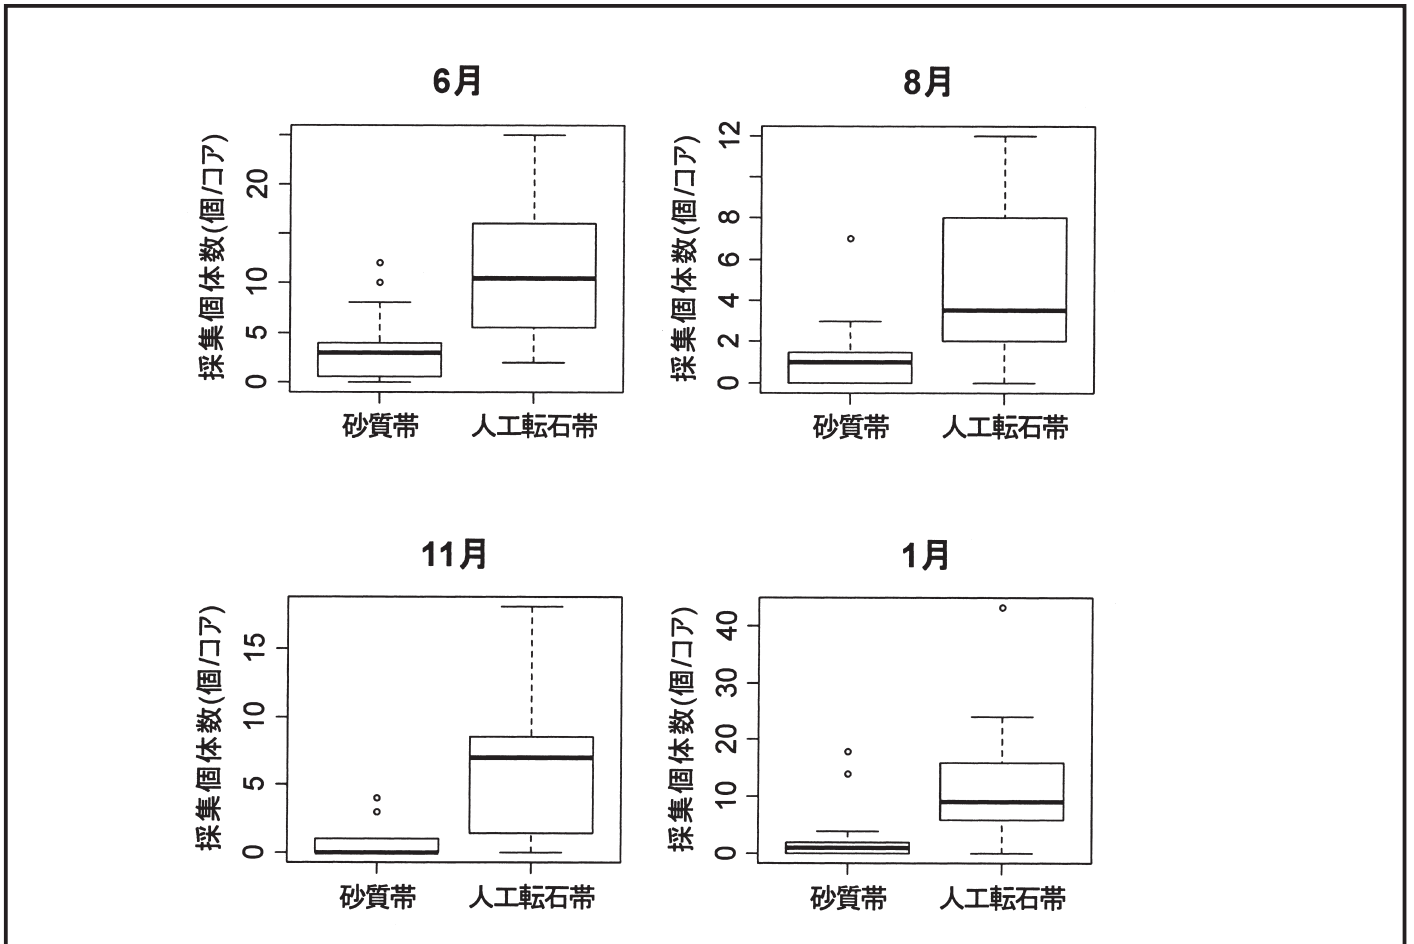 6月
採集個体数(個/コア)
20
10
5
0
砂質帯
人工転石帯
8月
採集個体数(個/コア)
12
8
6
4
2
0
砂質帯
人工転石帯
11月
採集個体数(個/コア)
15
10
5
0
砂質帯
人工転石帯
1月
採集個体数(個/コア)
40
30
20
10
0
砂質帯
人工転石帯